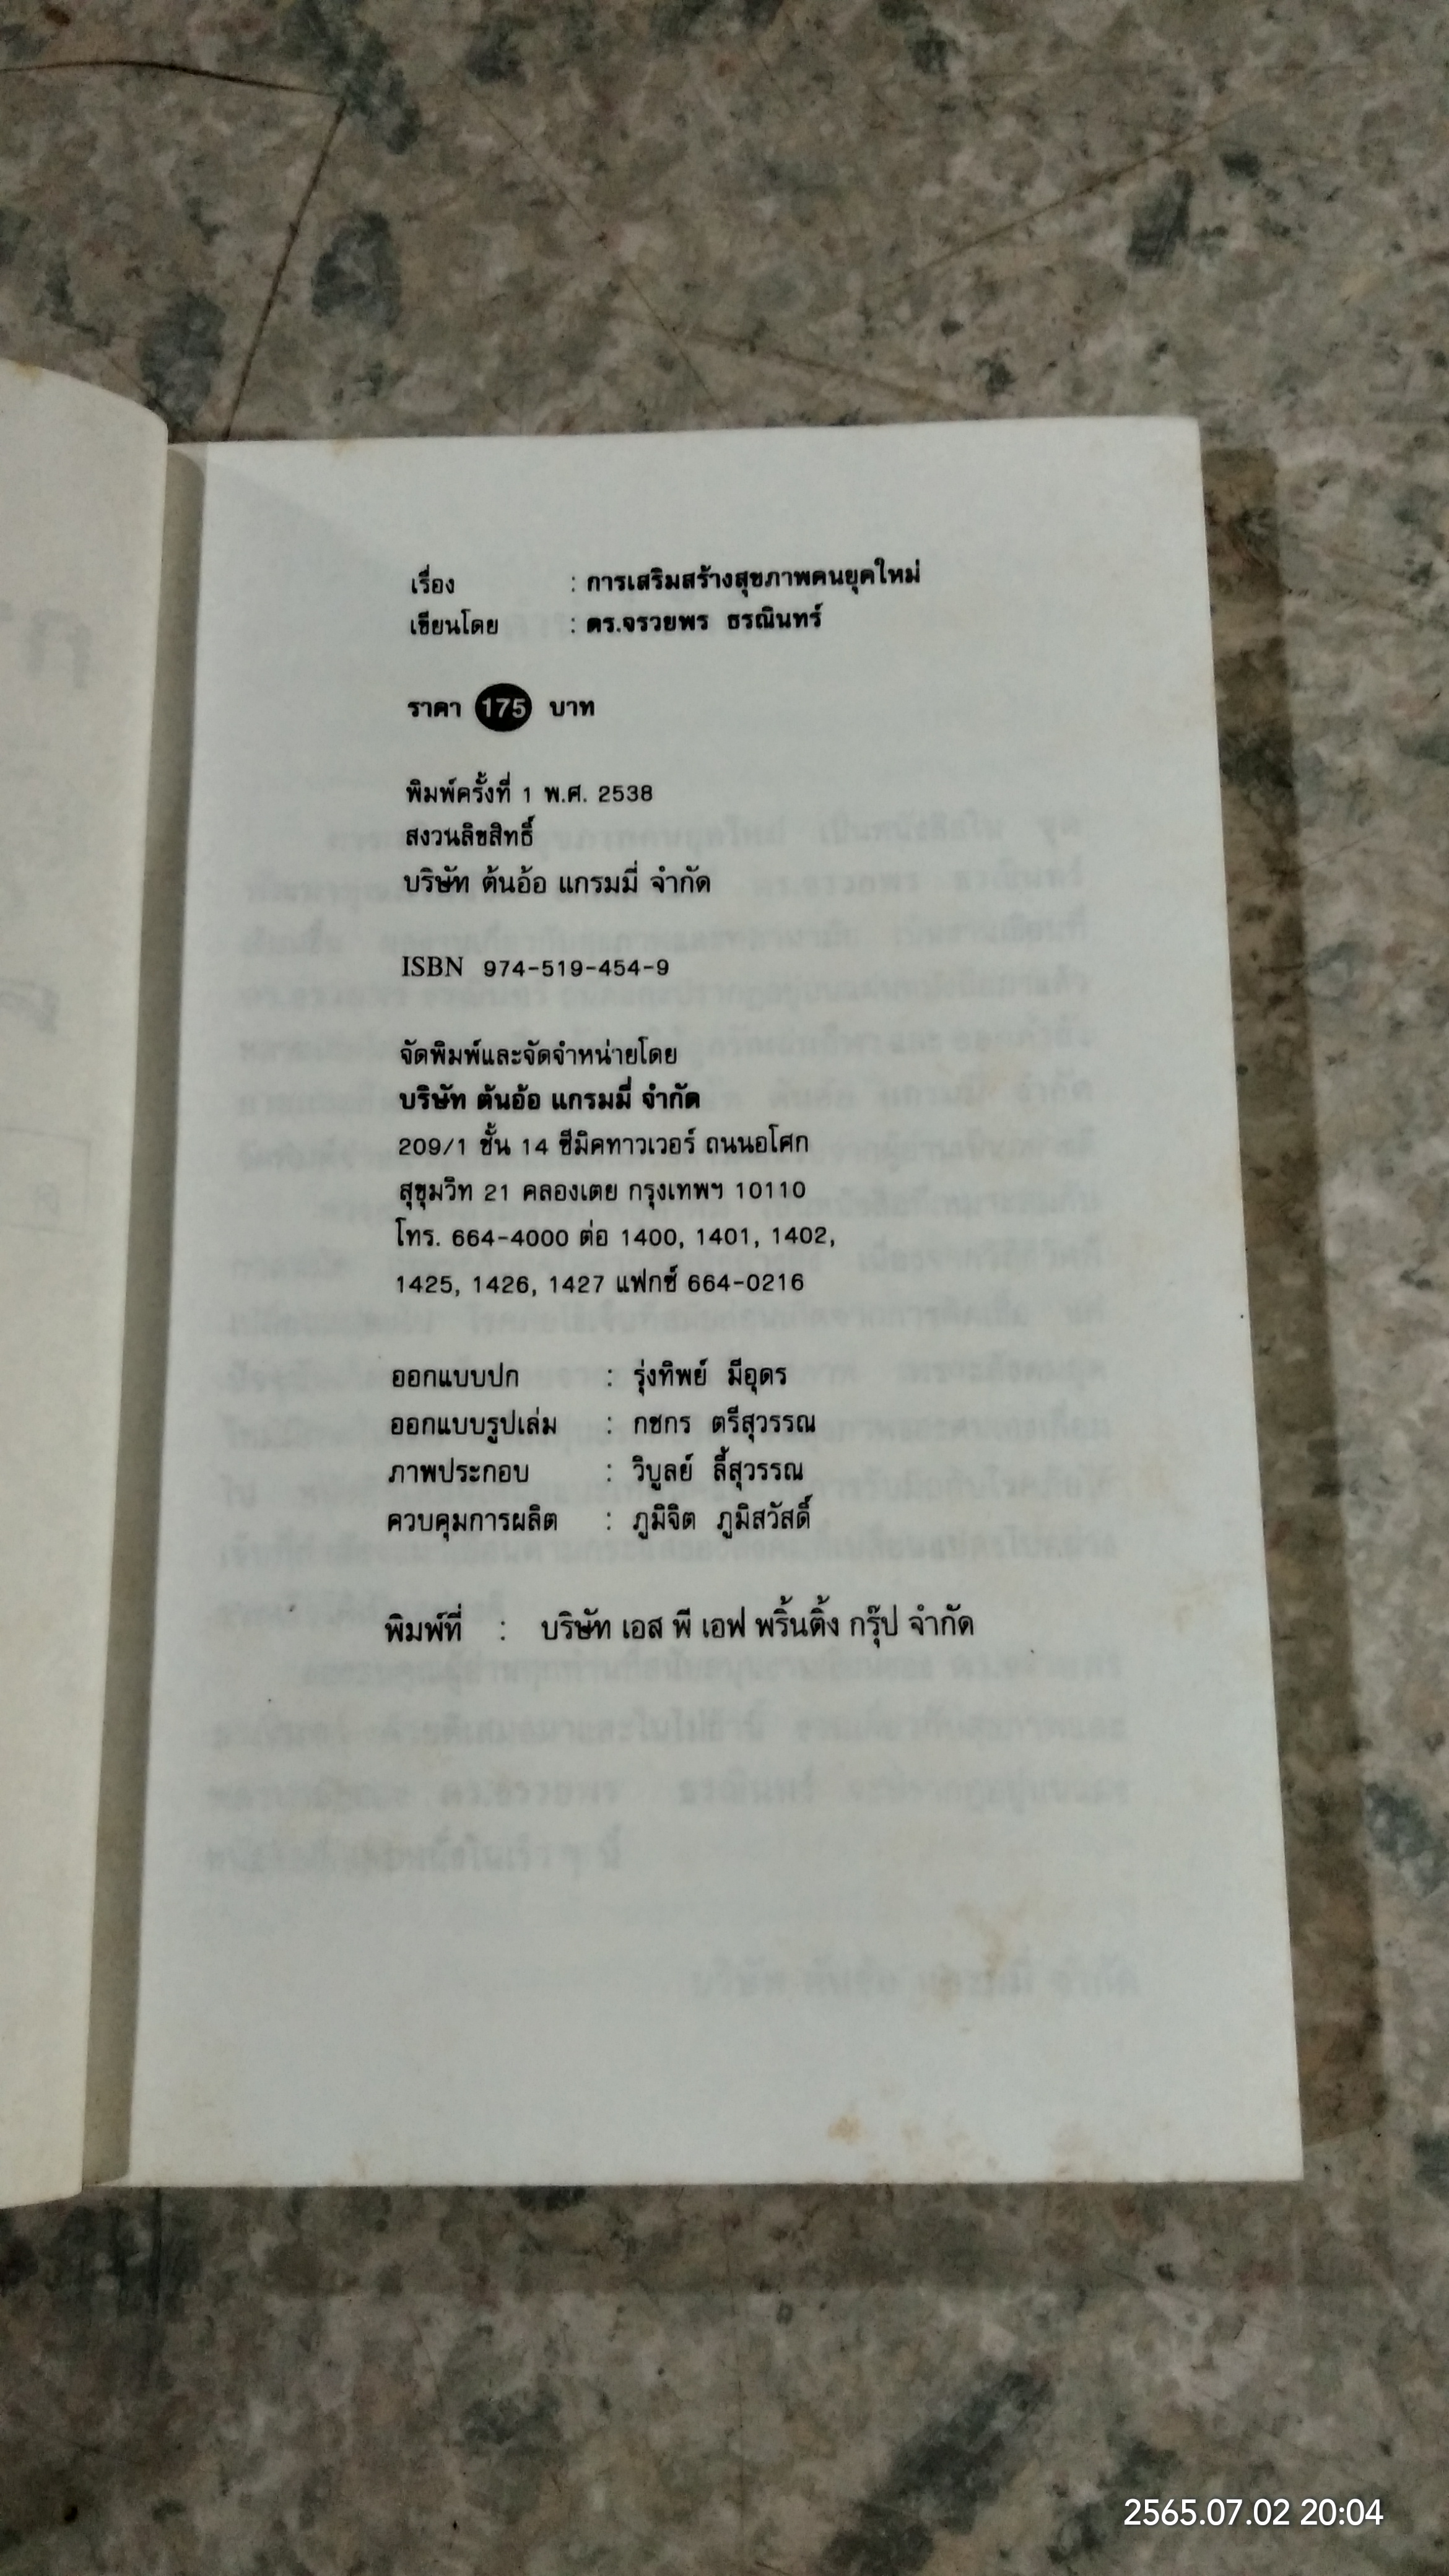 เรื่อง : การเสริมสร้างสุขภาพคนยุคใหม่
เขียนโดย : ดร.จรวยพร ธรณินทร์
ราคา 175 บาท
พิมพ์ครั้งที่ 1 พ.ศ. 2538
สงวนลิขสิทธิ์
บริษัท ต้นอ้อ แกรมมี่ จำกัด
ISBN 974-519-454-9
จัดพิมพ์และจัดจำหน่ายโดย
บริษัท ต้นอ้อ แกรมมี่ จำกัด
209/1 ชั้น 14 ซีมิคทาวเวอร์ ถนนอโศก
สุขุมวิท 21 คลองเตย กรุงเทพฯ 10110
โทร. 664-4000 ต่อ 1400, 1401, 1402,
1425, 1426, 1427 แฟกซ์ 664-0216
ออกแบบปก : รุ่งทิพย์ มีอุดร
ออกแบบรูปเล่ม : กชกร ตรีสุวรรณ
ภาพประกอบ : วิบูลย์ ลี้สุวรรณ
ควบคุมการผลิต : ภูมิจิต ภูมิสวัสดิ์
พิมพ์ที่ : บริษัท เอส พี เอฟ พริ้นติ้ง กรุ๊ป จำกัด
2565.07.02 20:04